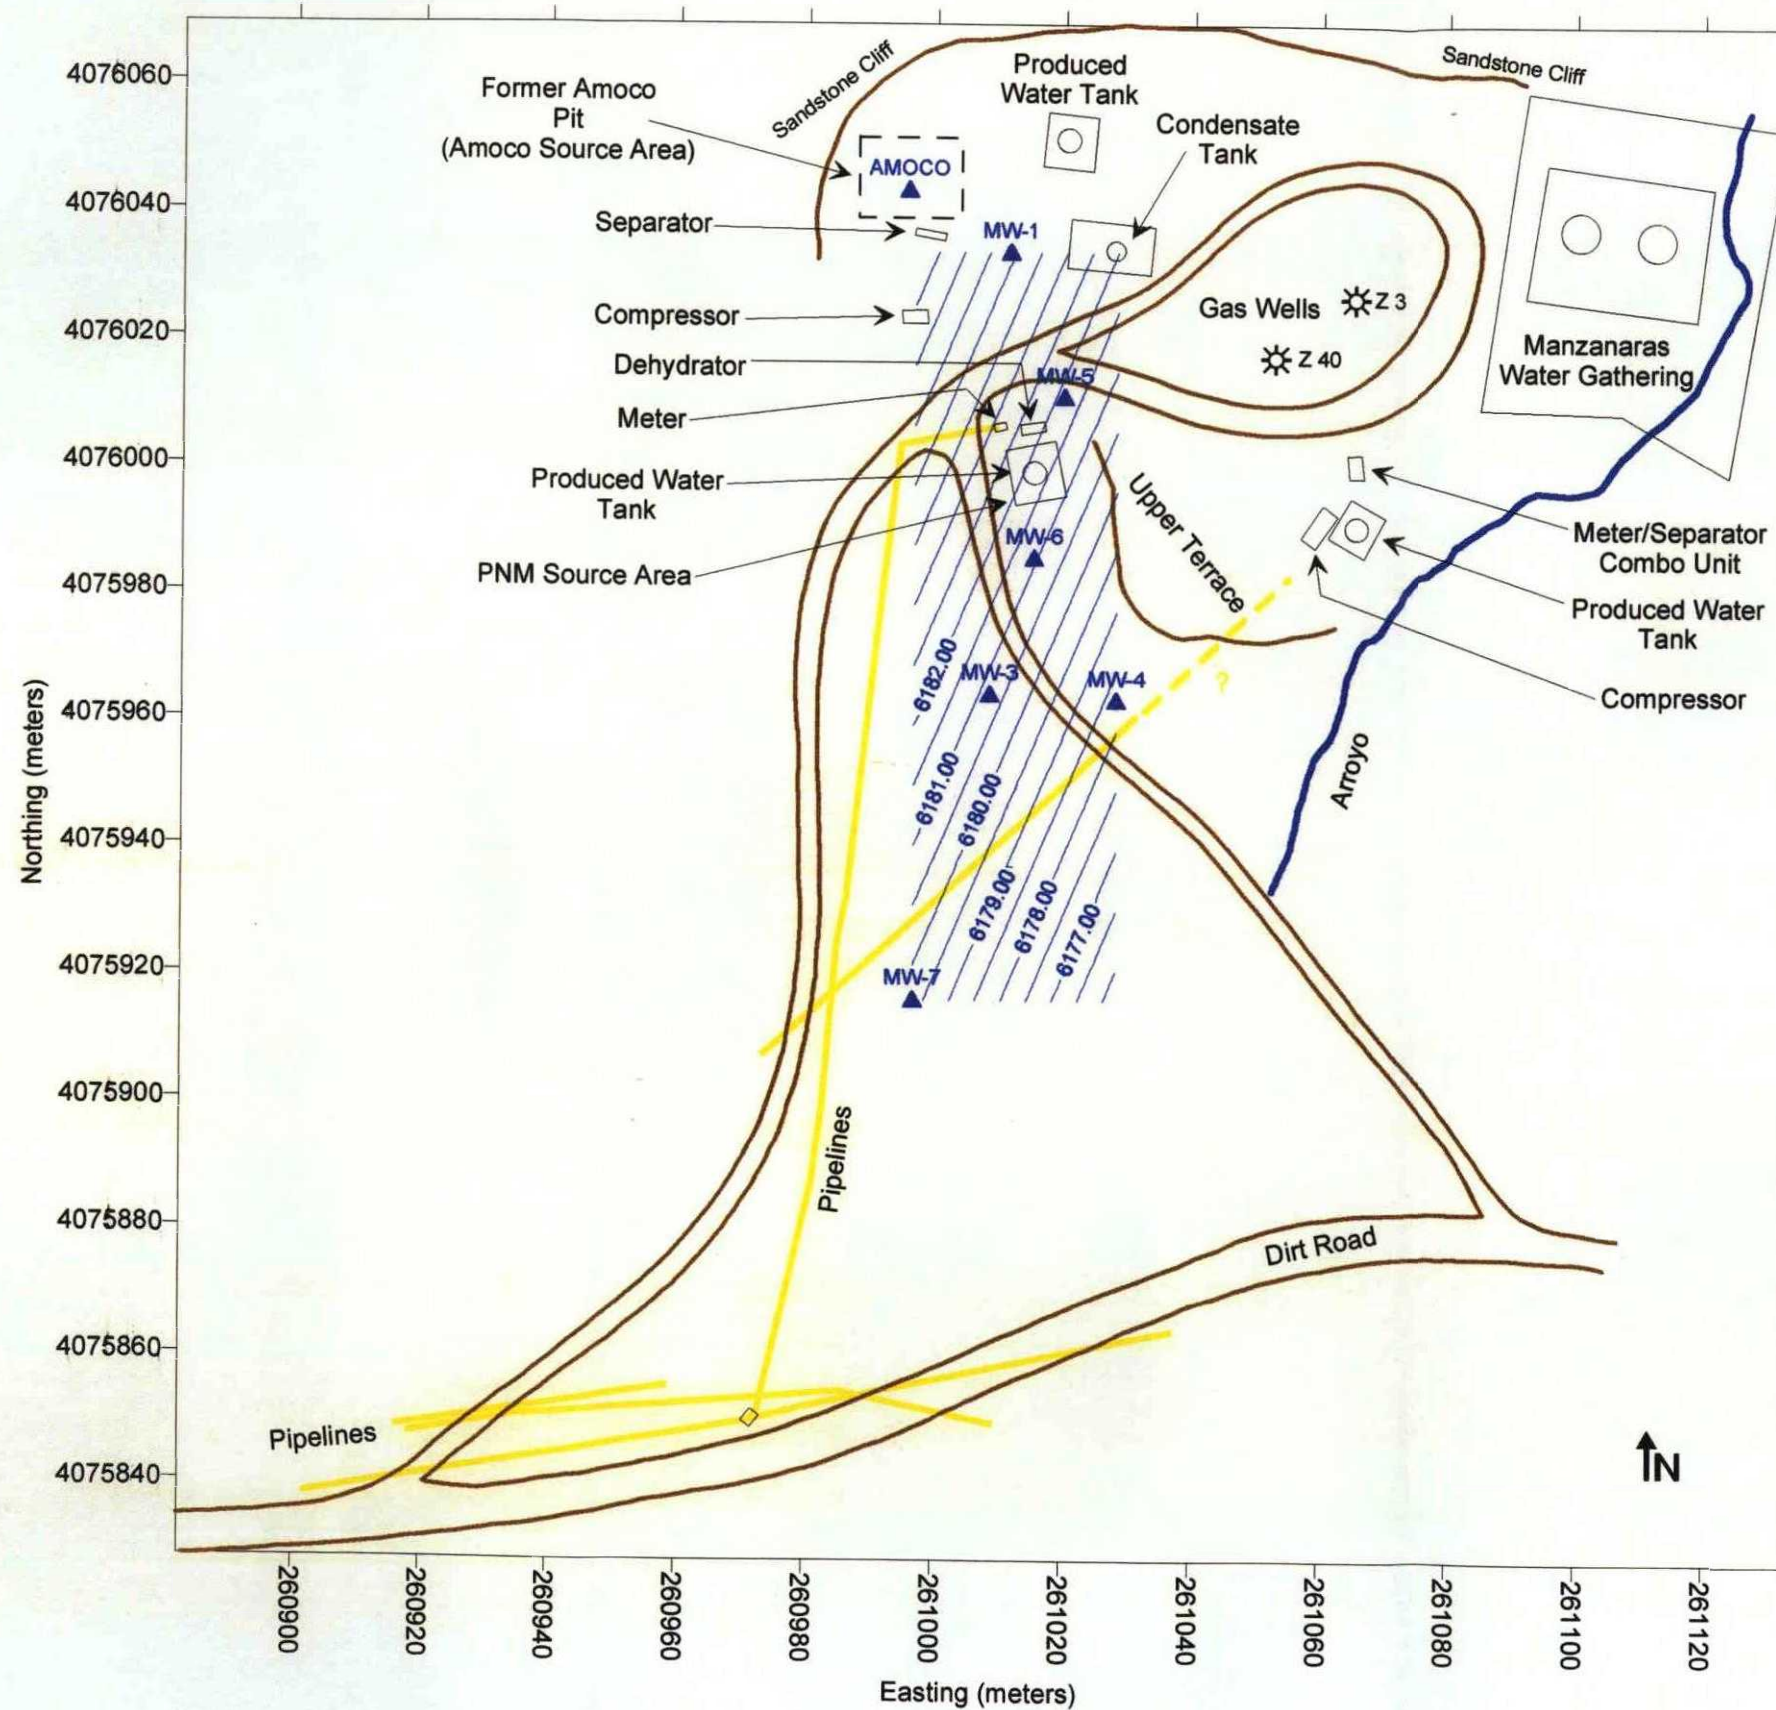 Sandstone Cliff
Sandstone Cliff
4076060
4076040
4076020
4076000
4075980
4075960
4075940
4075920
4075900
4075880
4075860
4075840
Northing (meters)
Former Amoco
Pit
(Amoco Source Area)
AMOCO
Produced
Water Tank
Condensate
Tank
Separator
MW-1
Compressor
Gas Wells
Z 3
Z 40
Manzanaras
Water Gathering
Dehydrator
MW-5
Meter
Produced Water
Tank
PNM Source Area
MW-6
Upper Terrace
Meter/Separator
Combo Unit
Produced Water
Tank
Compressor
MW-3
MW-4
?
6182.00
6181.00
6180.00
6179.00
6178.00
6177.00
Arroyo
MW-7
Pipelines
Dirt Road
Pipelines
N
260900
260920
260940
260960
260980
261000
261020
261040
261060
261080
261100
261120
Easting (meters)